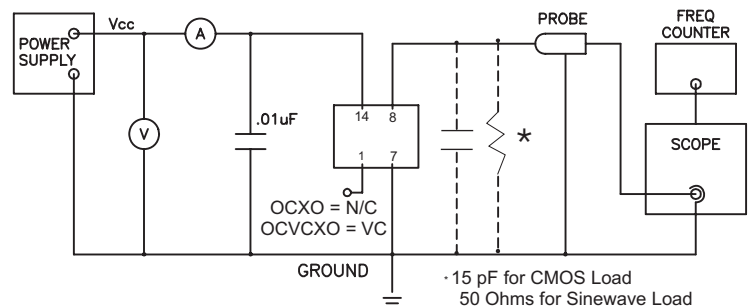 POWER
SUPPLY
Vcc
A
V
.01uF
14 8
1 7
OCXO = N/C
OCVCXO = VC
GROUND
*
PROBE
FREQ
COUNTER
SCOPE
*15 pF for CMOS Load
50 Ohms for Sinewave Load